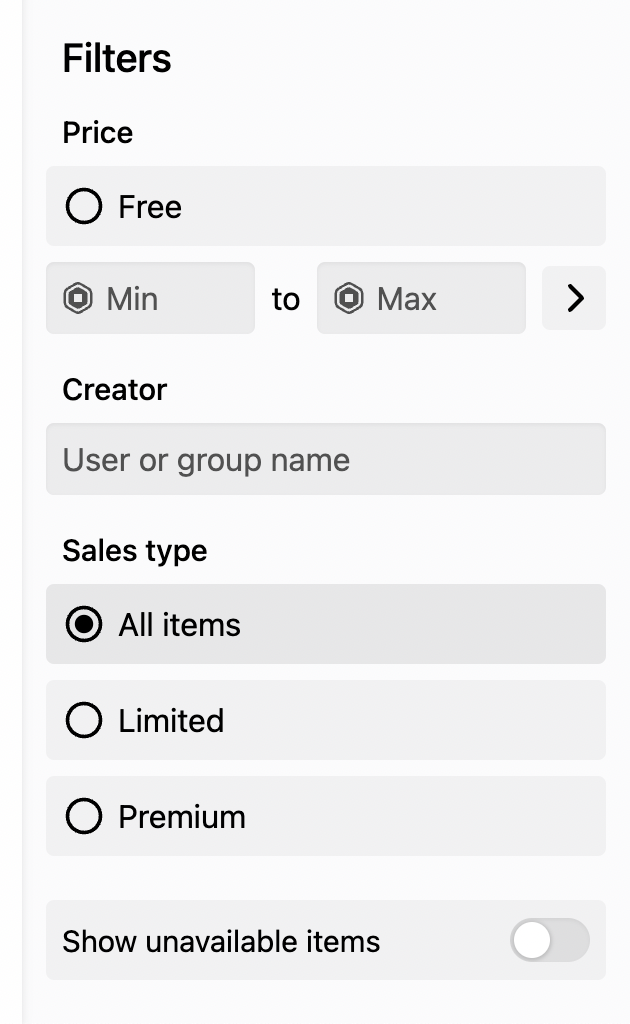 Filters
Price
Free
Min to Max
Creator
User or group name
Sales type
All items
Limited
Premium
Show unavailable items